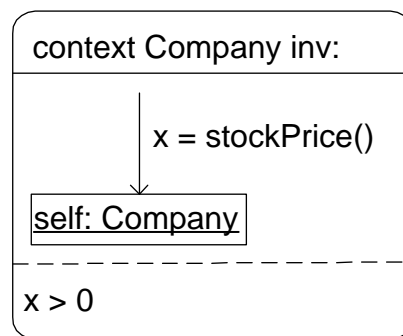 context Company inv:
x = stockPrice()
self: Company
x > 0